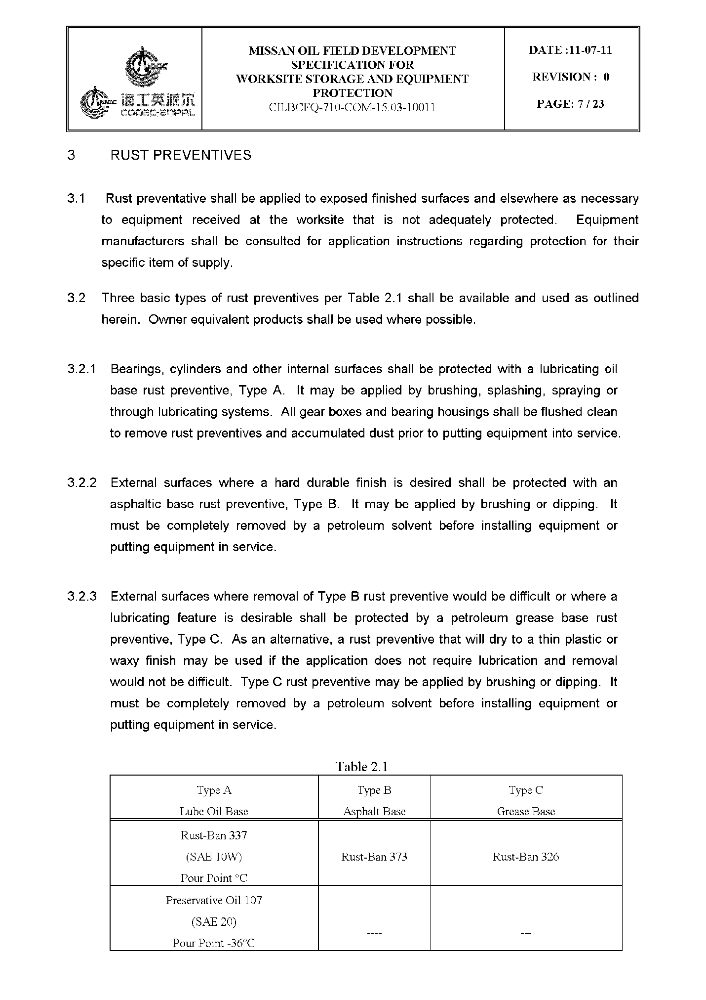 MISSAN OIL FIELD DEVELOPMENT
SPECIFICATION FOR
WORKSITE STORAGE AND EQUIPMENT
PROTECTION
CILBCFQ-710-COM-15.03-10011
DATE :11-07-11
REVISION : 0
PAGE: 7 / 23
海工英派尔
COOEC-ENPAL
3 RUST PREVENTIVES
3.1 Rust preventative shall be applied to exposed finished surfaces and elsewhere as necessary
to equipment received at the worksite that is not adequately protected. Equipment
manufacturers shall be consulted for application instructions regarding protection for their
specific item of supply.
3.2 Three basic types of rust preventives per Table 2.1 shall be available and used as outlined
herein. Owner equivalent products shall be used where possible.
3.2.1 Bearings, cylinders and other internal surfaces shall be protected with a lubricating oil
base rust preventive, Type A. It may be applied by brushing, splashing, spraying or
through lubricating systems. All gear boxes and bearing housings shall be flushed clean
to remove rust preventives and accumulated dust prior to putting equipment into service.
3.2.2 External surfaces where a hard durable finish is desired shall be protected with an
asphaltic base rust preventive, Type B. It may be applied by brushing or dipping. It
must be completely removed by a petroleum solvent before installing equipment or
putting equipment in service.
3.2.3 External surfaces where removal of Type B rust preventive would be difficult or where a
lubricating feature is desirable shall be protected by a petroleum grease base rust
preventive, Type C. As an alternative, a rust preventive that will dry to a thin plastic or
waxy finish may be used if the application does not require lubrication and removal
would not be difficult. Type C rust preventive may be applied by brushing or dipping. It
must be completely removed by a petroleum solvent before installing equipment or
putting equipment in service.
Table 2.1
Type A
Lube Oil Base
Type B
Asphalt Base
Type C
Grease Base
Rust-Ban 337
(SAE 10W)
Pour Point °C
Rust-Ban 373
Rust-Ban 326
Preservative Oil 107
(SAE 20)
Pour Point -36°C
----
---